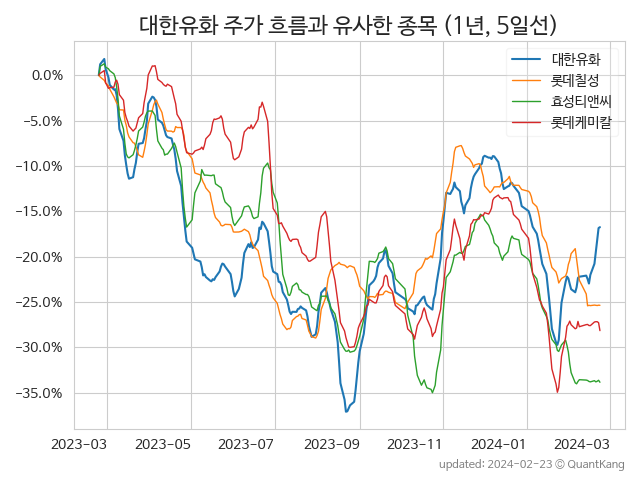 대한유화 주가 흐름과 유사한 종목 (1년, 5일선)
대한유화
롯데칠성
효성티앤씨
롯데케미칼
0.0%
−5.0%
−10.0%
−15.0%
−20.0%
−25.0%
−30.0%
−35.0%
2023-03 2023-05 2023-07 2023-09 2023-11 2024-01 2024-03
updated: 2024-02-23 © QuantKang